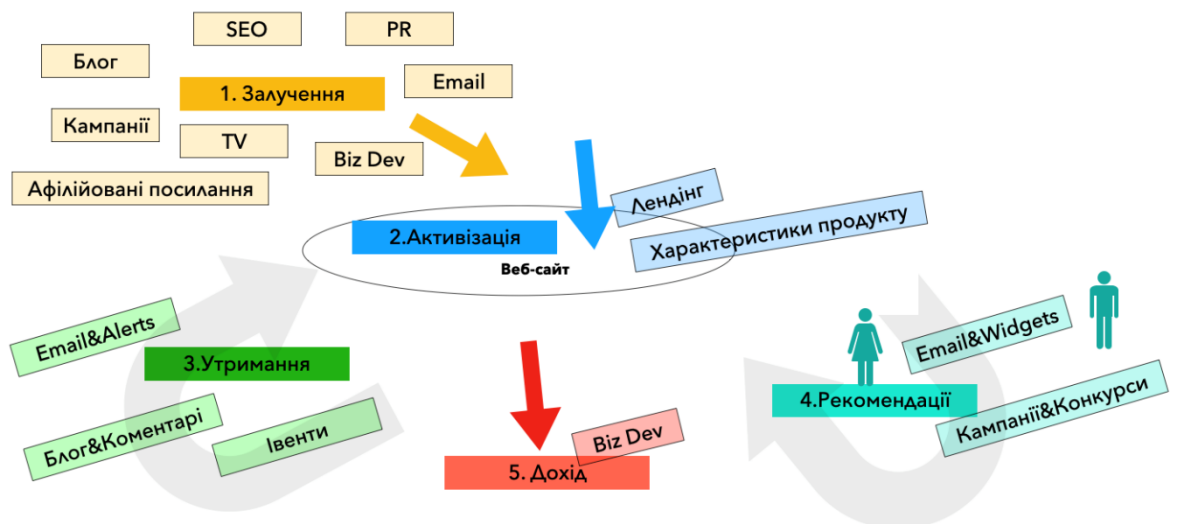 SEO
PR
Блог
Email
1. Залучення
Кампанії
TV
Biz Dev
Афілійовані посилання
Лендінг
2.Активізація
Характеристики продукту
Веб-сайт
Email&Alerts
3.Утримання
Блог&Коментарі
Івенти
Email&Widgets
4.Рекомендації
Кампанії&Конкурси
Biz Dev
5. Дохід